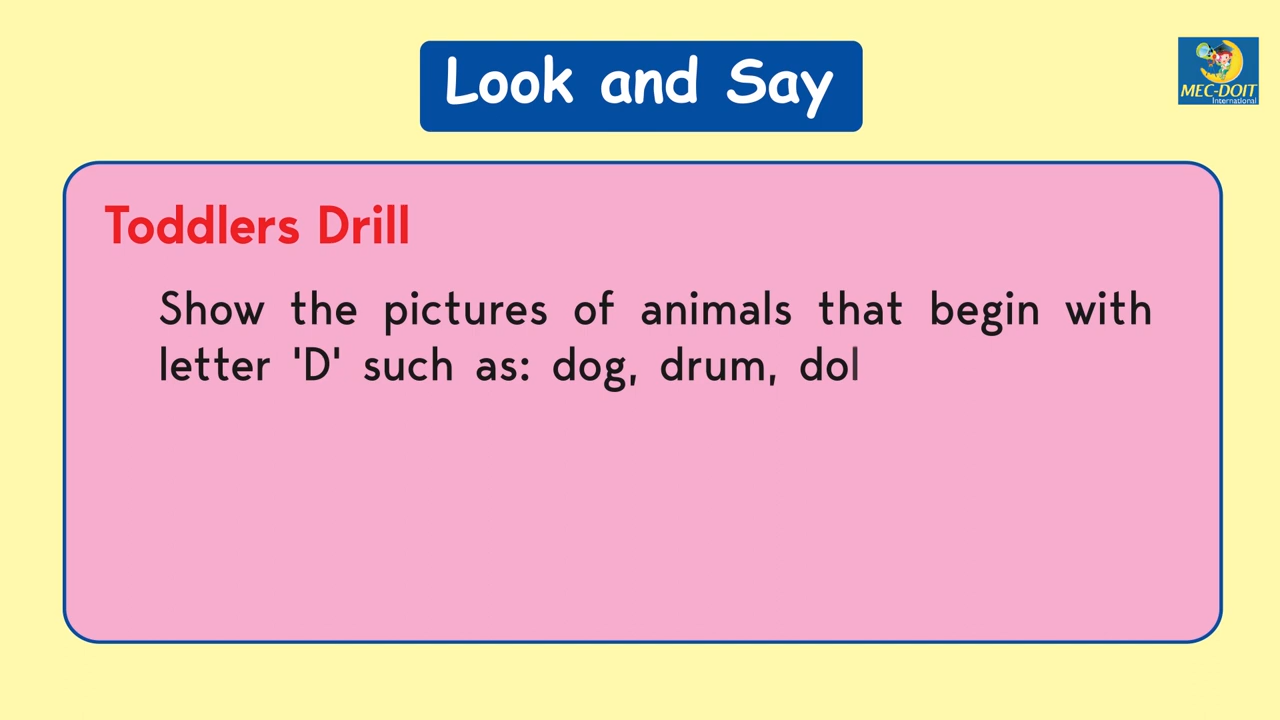 Look and Say
MEC-DOIT
International
Toddlers Drill
Show the pictures of animals that begin with
letter 'D' such as: dog, drum, dol